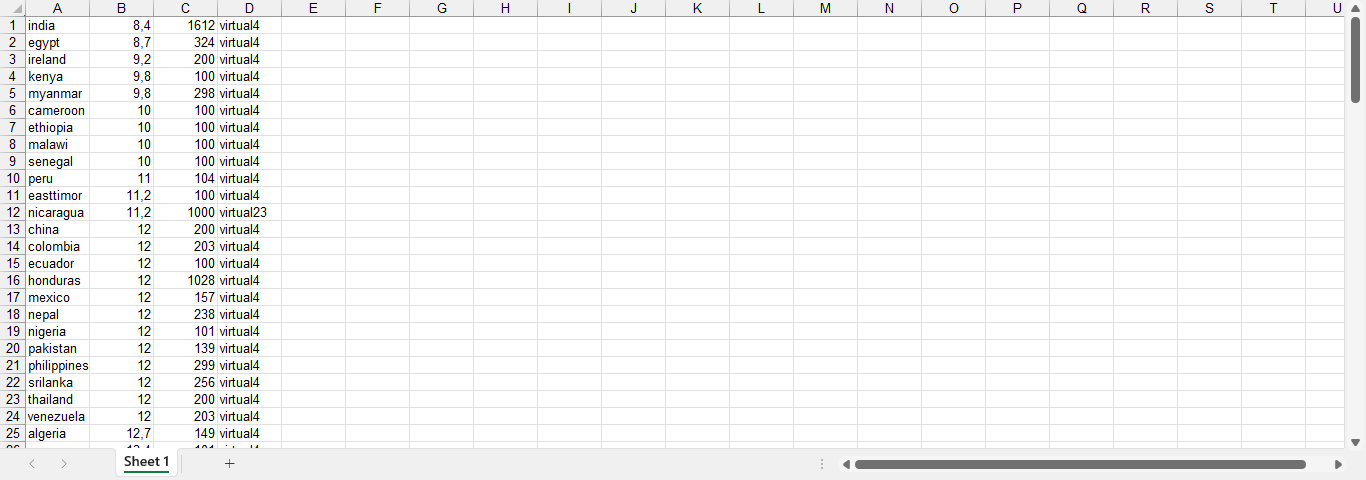 A B C D E F G H I J K L M N O P Q R S T U
1 india 8,4 1612 virtual4
2 egypt 8,7 324 virtual4
3 ireland 9,2 200 virtual4
4 kenya 9,8 100 virtual4
5 myanmar 9,8 298 virtual4
6 cameroon 10 100 virtual4
7 ethiopia 10 100 virtual4
8 malawi 10 100 virtual4
9 senegal 10 100 virtual4
10 peru 11 104 virtual4
11 easttimor 11,2 100 virtual4
12 nicaragua 11,2 1000 virtual23
13 china 12 200 virtual4
14 colombia 12 203 virtual4
15 ecuador 12 100 virtual4
16 honduras 12 1028 virtual4
17 mexico 12 157 virtual4
18 nepal 12 238 virtual4
19 nigeria 12 101 virtual4
20 pakistan 12 139 virtual4
21 philippines 12 299 virtual4
22 srilanka 12 256 virtual4
23 thailand 12 200 virtual4
24 venezuela 12 203 virtual4
25 algeria 12,7 149 virtual4
Sheet 1